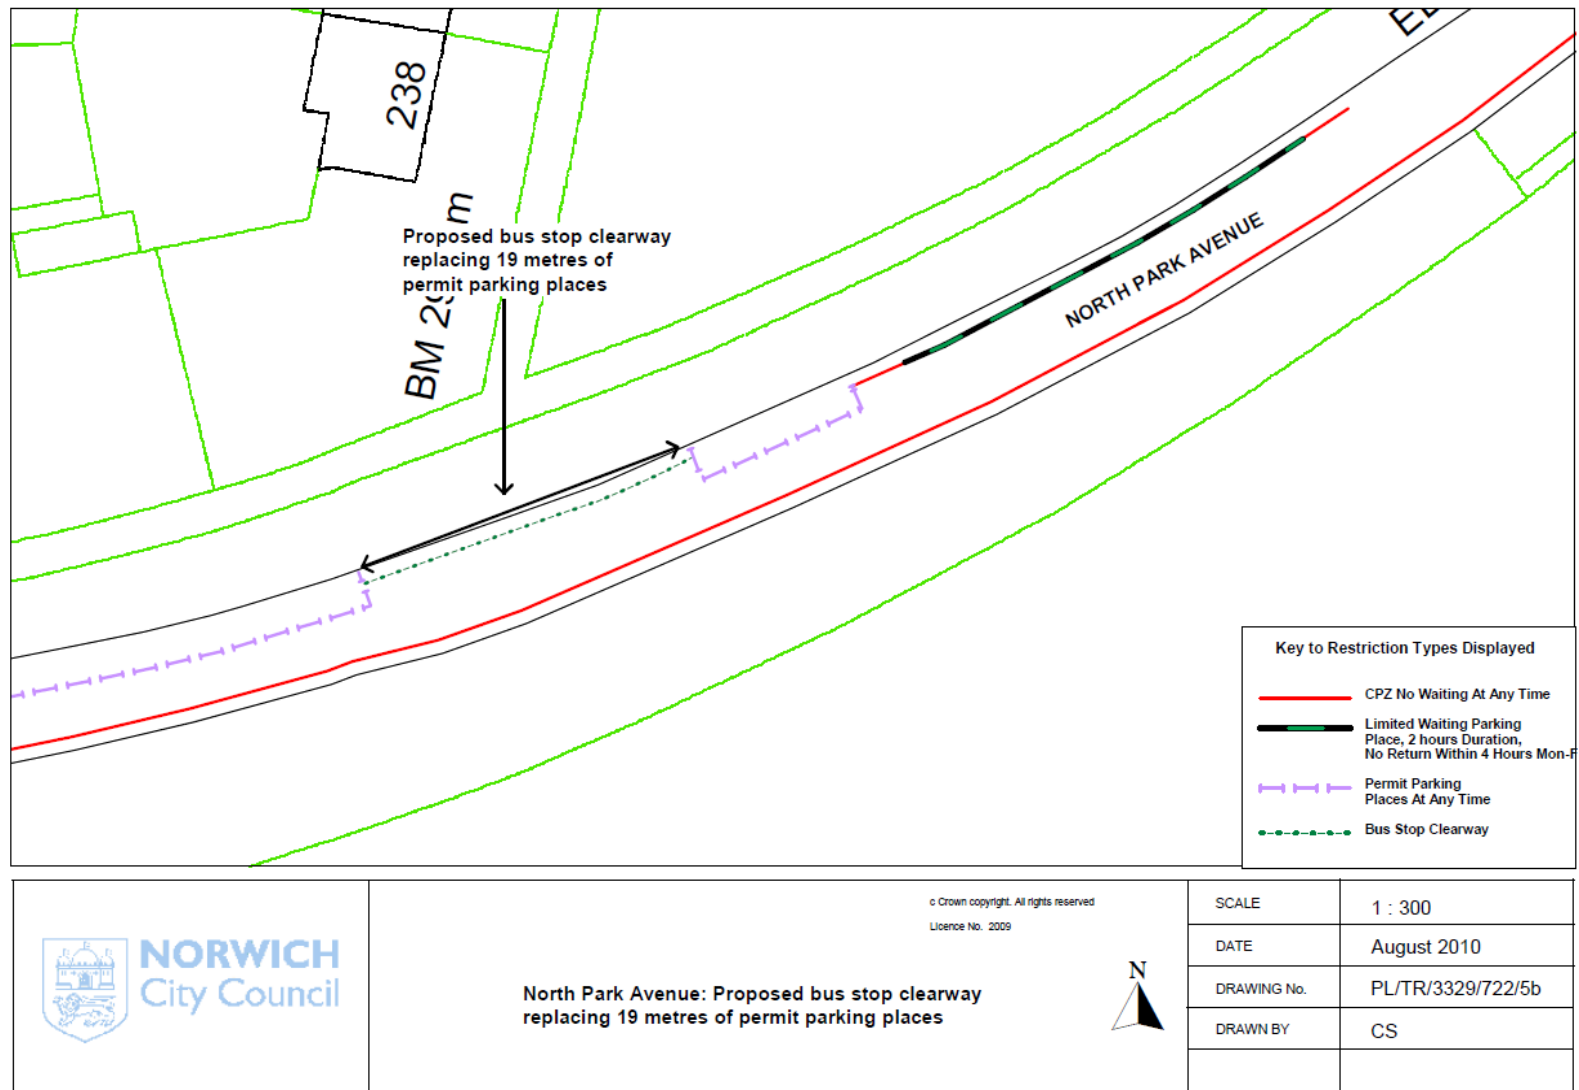 EL
238
BM 29 m
Proposed bus stop clearway
replacing 19 metres of
permit parking places
NORTH PARK AVENUE
Key to Restriction Types Displayed
CPZ No Waiting At Any Time
Limited Waiting Parking
Place, 2 hours Duration,
No Return Within 4 Hours Mon-F
Permit Parking
Places At Any Time
Bus Stop Clearway
NORWICH
City Council
c Crown copyright. All rights reserved
Licence No. 2009
North Park Avenue: Proposed bus stop clearway
replacing 19 metres of permit parking places
N
SCALE 1 : 300
DATE August 2010
DRAWING No. PL/TR/3329/722/5b
DRAWN BY CS